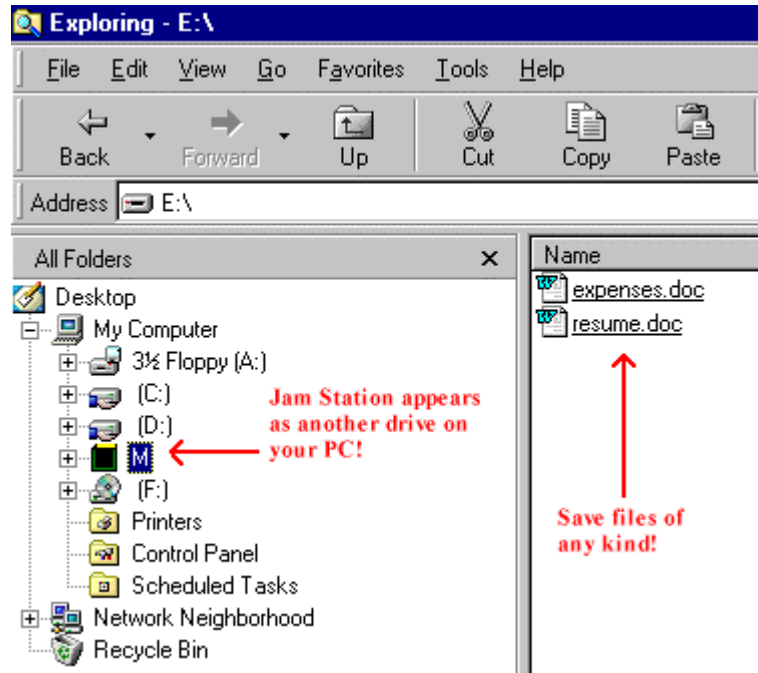 Exploring - E:\
File Edit View Go Favorites Tools Help
Back Forward Up Cut Copy Paste
Address E:\
All Folders x
Desktop
My Computer
3½ Floppy (A:)
(C:)
(D:)
M
(F:)
Printers
Control Panel
Scheduled Tasks
Network Neighborhood
Recycle Bin
Jam Station appears
as another drive on
your PC!
Name
expenses.doc
resume.doc
Save files of
any kind!